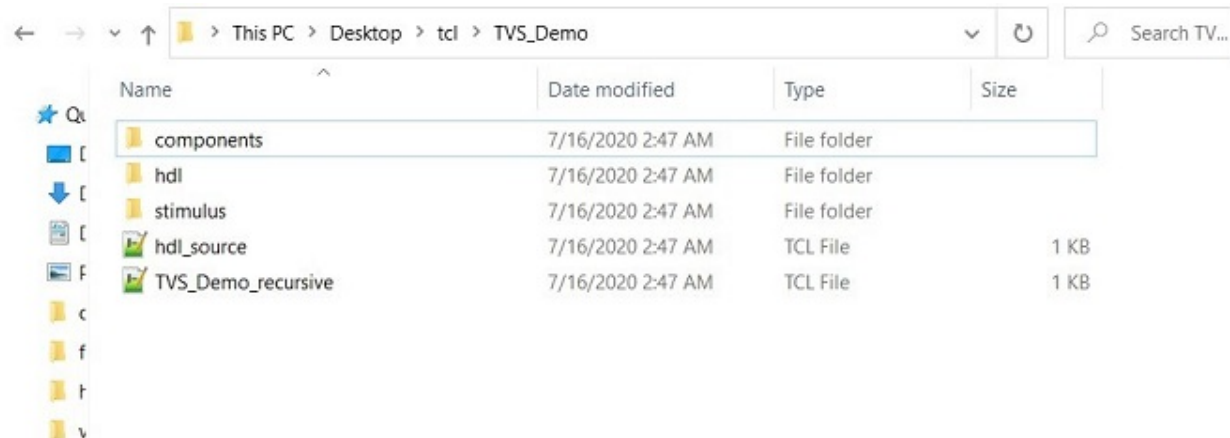 This PC > Desktop > tcl > TVS_Demo Search TV...
Name Date modified Type Size
components 7/16/2020 2:47 AM File folder
hdl 7/16/2020 2:47 AM File folder
stimulus 7/16/2020 2:47 AM File folder
hdl_source 7/16/2020 2:47 AM TCL File 1 KB
TVS_Demo_recursive 7/16/2020 2:47 AM TCL File 1 KB